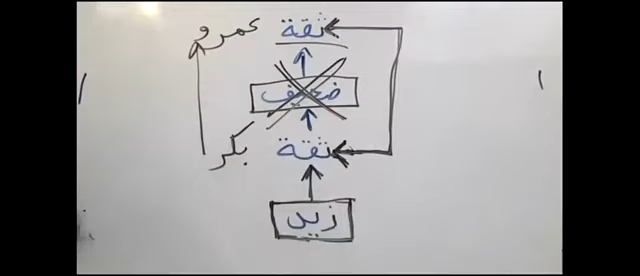 ثقة عمرو
ضعيف
ثقة بكر
زيد